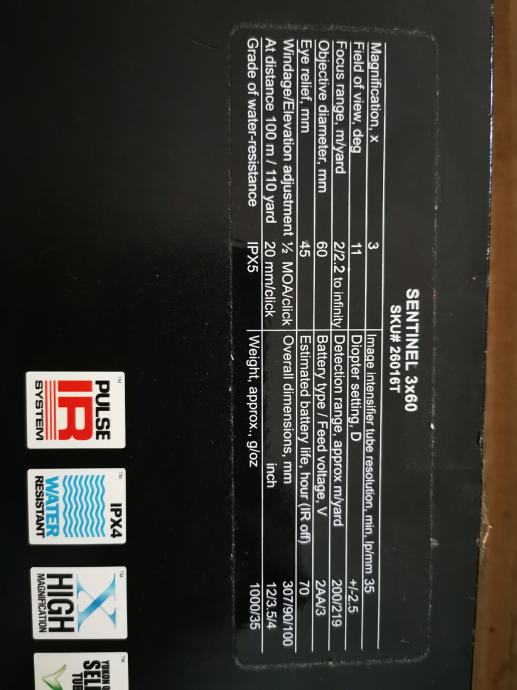 SENTINEL 3x60
SKU# 26016T
Magnification, x 3 Image intensifier tube resolution, min, lp/mm 35
Field of view, deg 11 Diopter setting, D +/-2.5
Focus range, m/yard 2/2.2 to infinity Detection range, approx m/yard 200/219
Objective diameter, mm 60 Battery type / Feed voltage, V 2AA/3
Eye relief, mm 45 Estimated battery life, hour (IR off) 70
Windage/Elevation adjustment ½ MOA/click Overall dimensions, mm 307/90/100
At distance 100 m / 110 yard 20 mm/click inch 12/3.5/4
Grade of water-resistance IPX5 Weight, approx., g/oz 1000/35
PULSE
IR
SYSTEM
TM
IPX4
WATER
RESISTANT
TM
X
HIGH
MAGNIFICATION
TM
TM